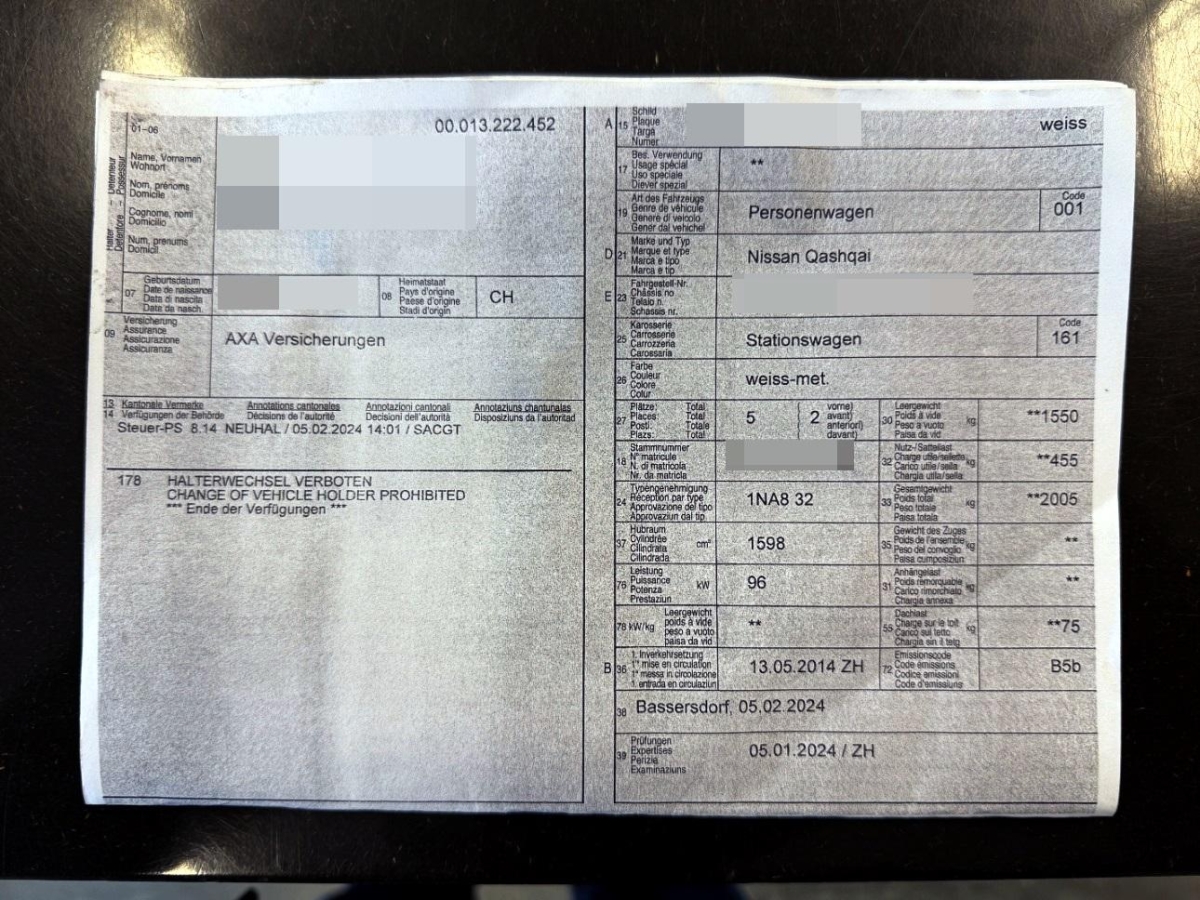 01-06
00.013.222.452
Halter - Détenteur
Detentore - Possessur
Name, Vornamen
Wohnort
Nom, prénoms
Domicile
Cognome, nomi
Domicilio
Num, prenums
Domicil
07
Geburtsdatum
Date de naissance
Data di nascita
Data da nasch.
08
Heimatstaat
Pays d'origine
Paese d'origine
Stadi d'origin
CH
09
Versicherung
Assurance
Assicurazione
Assicuranza
AXA Versicherungen
13 Kantonale Vermerke Annotations cantonales Annotazioni cantonali Annotaziuns chantunalas
14 Verfügungen der Behörde Décisions de l'autorité Decisioni dell'autorità Disposiziuns da l'autoritad
Steuer-PS 8.14 NEUHAL / 05.02.2024 14:01 / SACGT
178 HALTERWECHSEL VERBOTEN
CHANGE OF VEHICLE HOLDER PROHIBITED
*** Ende der Verfügungen ***
A 15
Schild
Plaque
Targa
Numer
weiss
17
Bes. Verwendung
Usage spécial
Uso speciale
Diever spezial
**
19
Art des Fahrzeugs
Genre de véhicule
Genere di veicolo
Gener dal vehichel
Personenwagen
Code
001
D 21
Marke und Typ
Marque et type
Marca e tipo
Marca e tip
Nissan Qashqai
E 23
Fahrgestell-Nr.
Châssis no
Telaio n.
Schassis nr.
25
Karosserie
Carrosserie
Carrozzeria
Carossaria
Stationswagen
Code
161
26
Farbe
Couleur
Colore
Colur
weiss-met.
27
Plätze: Total
Places: Total
Posti: Totale
Plazs: Total
5
2
vorne)
avant)
anteriori)
davant)
30
Leergewicht
Poids à vide
Peso a vuoto
Paisa da vid
kg
**1550
18
Stammnummer
N° matricule
N. di matricola
Nr. da matricla
32
Nutz-/Sattellast
Charge utile/sellette
Carico utile/sella
Chargia utila/sella
kg
**455
24
Typengenehmigung
Réception par type
Approvazione del tipo
Approvaziun dal tip
1NA8 32
33
Gesamtgewicht
Poids total
Peso totale
Paisa totala
kg
**2005
37
Hubraum
Cylindrée
Cilindrata
Cilindrada
cm³
1598
35
Gewicht des Zuges
Poids de l'ensemble
Peso del convoglio
Paisa cumposiziun
kg
**
76
Leistung
Puissance
Potenza
Prestaziun
kW
96
31
Anhängelast
Poids remorquable
Carico rimorchiato
Chargia annexa
kg
**
78 kW/kg
Leergewicht
poids à vide
peso a vuoto
paisa da vid
**
55
Dachlast
Charge sur le toit
Carico sul tetto
Chargia sin il tetg
kg
**75
B 36
1. Inverkehrsetzung
1re mise en circulation
1a messa in circolazione
1. entrada en circulaziun
13.05.2014 ZH
72
Emissionscode
Code émissions
Codice emissioni
Code d'emissiuns
B5b
38
Bassersdorf, 05.02.2024
39
Prüfungen
Expertises
Perizia
Examinaziuns
05.01.2024 / ZH